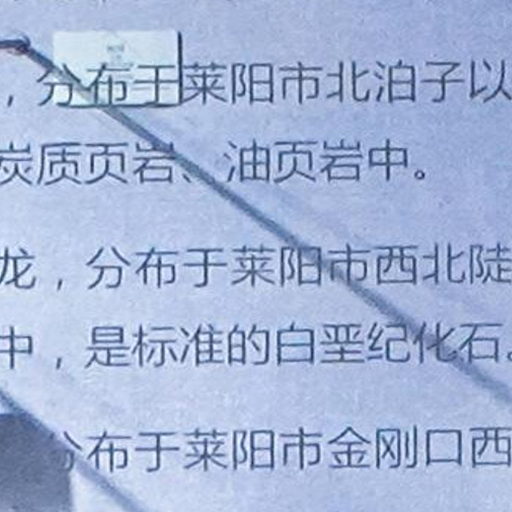 ，分布于莱阳市北泊子以
炭质页岩、油页岩中。
龙，分布于莱阳市西北陡
中，是标准的白垩纪化石。
分布于莱阳市金刚口西